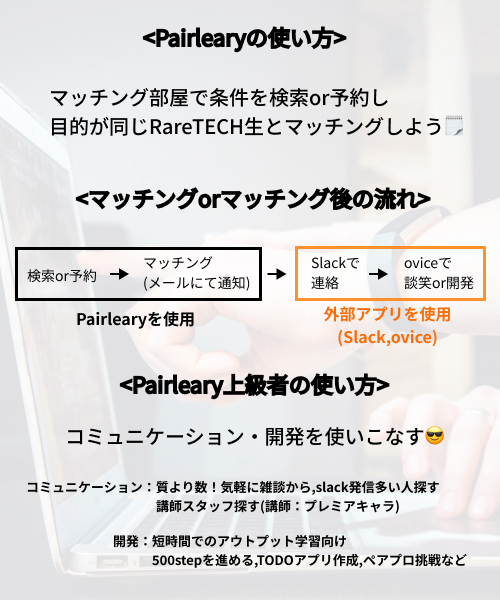 <Pairlearyの使い方>
マッチング部屋で条件を検索or予約し
目的が同じRareTECH生とマッチングしよう🗒️
<マッチングorマッチング後の流れ>
検索or予約 → マッチング (メールにて通知) → Slackで 連絡 → oviceで 談笑or開発
Pairlearyを使用
外部アプリを使用
(Slack,ovice)
<Pairleary上級者の使い方>
コミュニケーション・開発を使いこなす😎
コミュニケーション：質より数！気軽に雑談から,slack発信多い人探す
講師スタッフ探す(講師：プレミアキャラ)
開発：短時間でのアウトプット学習向け
500stepを進める,TODOアプリ作成,ペアプロ挑戦など